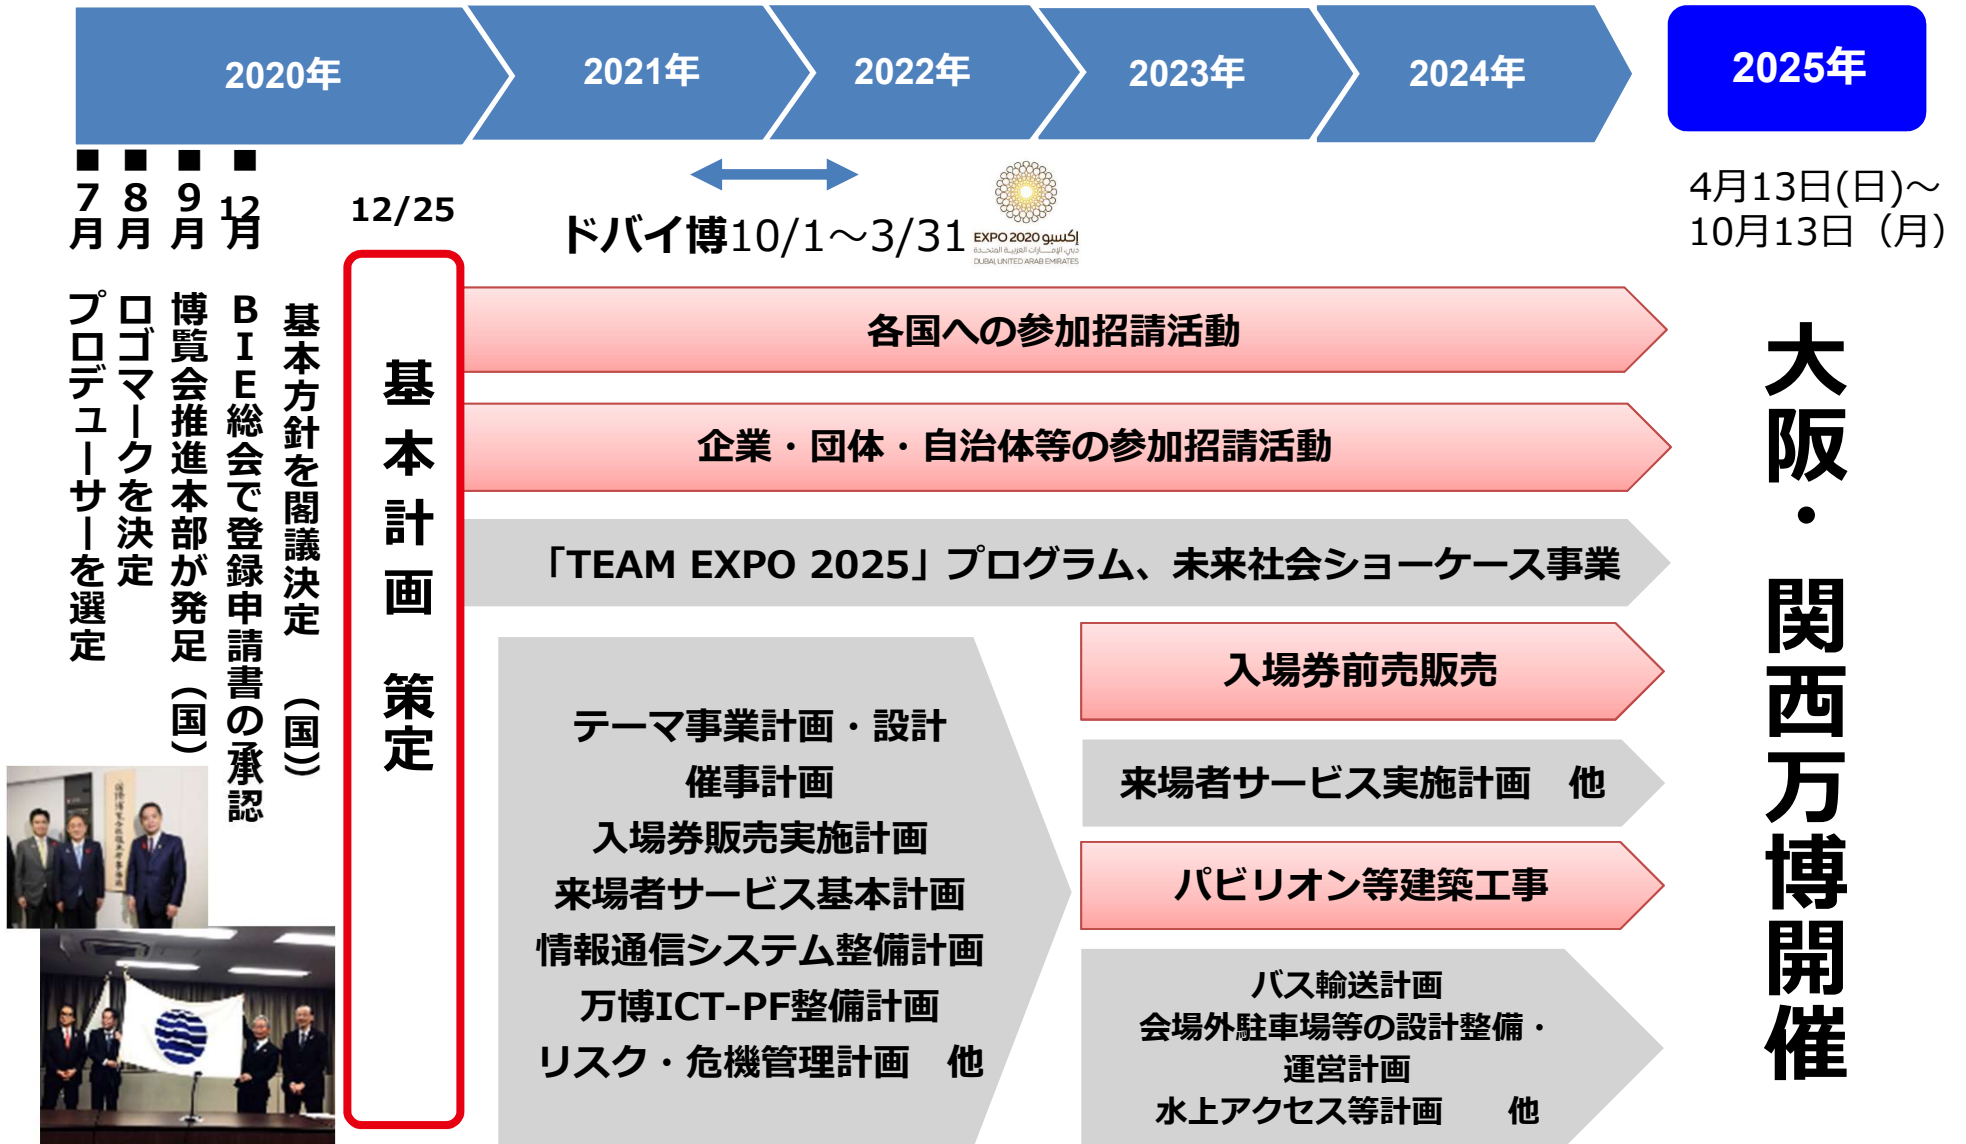 2020年
2021年
2022年
2023年
2024年
2025年
■7月 プロデューサーを選定
■8月 ロゴマークを決定
■9月 博覧会推進本部が発足（国）
■12月 BIE総会で登録申請書の承認
基本方針を閣議決定 （国）)
12/25
基本計画 策定
ドバイ博10/1～3/31
EXPO 2020 إكسبو
دبي، الإمارات العربية المتحدة
DUBAI, UNITED ARAB EMIRATES
4月13日(日)～
10月13日（月）
各国への参加招請活動
企業・団体・自治体等の参加招請活動
「TEAM EXPO 2025」プログラム、未来社会ショーケース事業
テーマ事業計画・設計
催事計画
入場券販売実施計画
来場者サービス基本計画
情報通信システム整備計画
万博ICT-PF整備計画
リスク・危機管理計画 他
入場券前売販売
来場者サービス実施計画 他
パビリオン等建築工事
バス輸送計画
会場外駐車場等の設計整備・
運営計画
水上アクセス等計画 他
大阪・関西万博開催